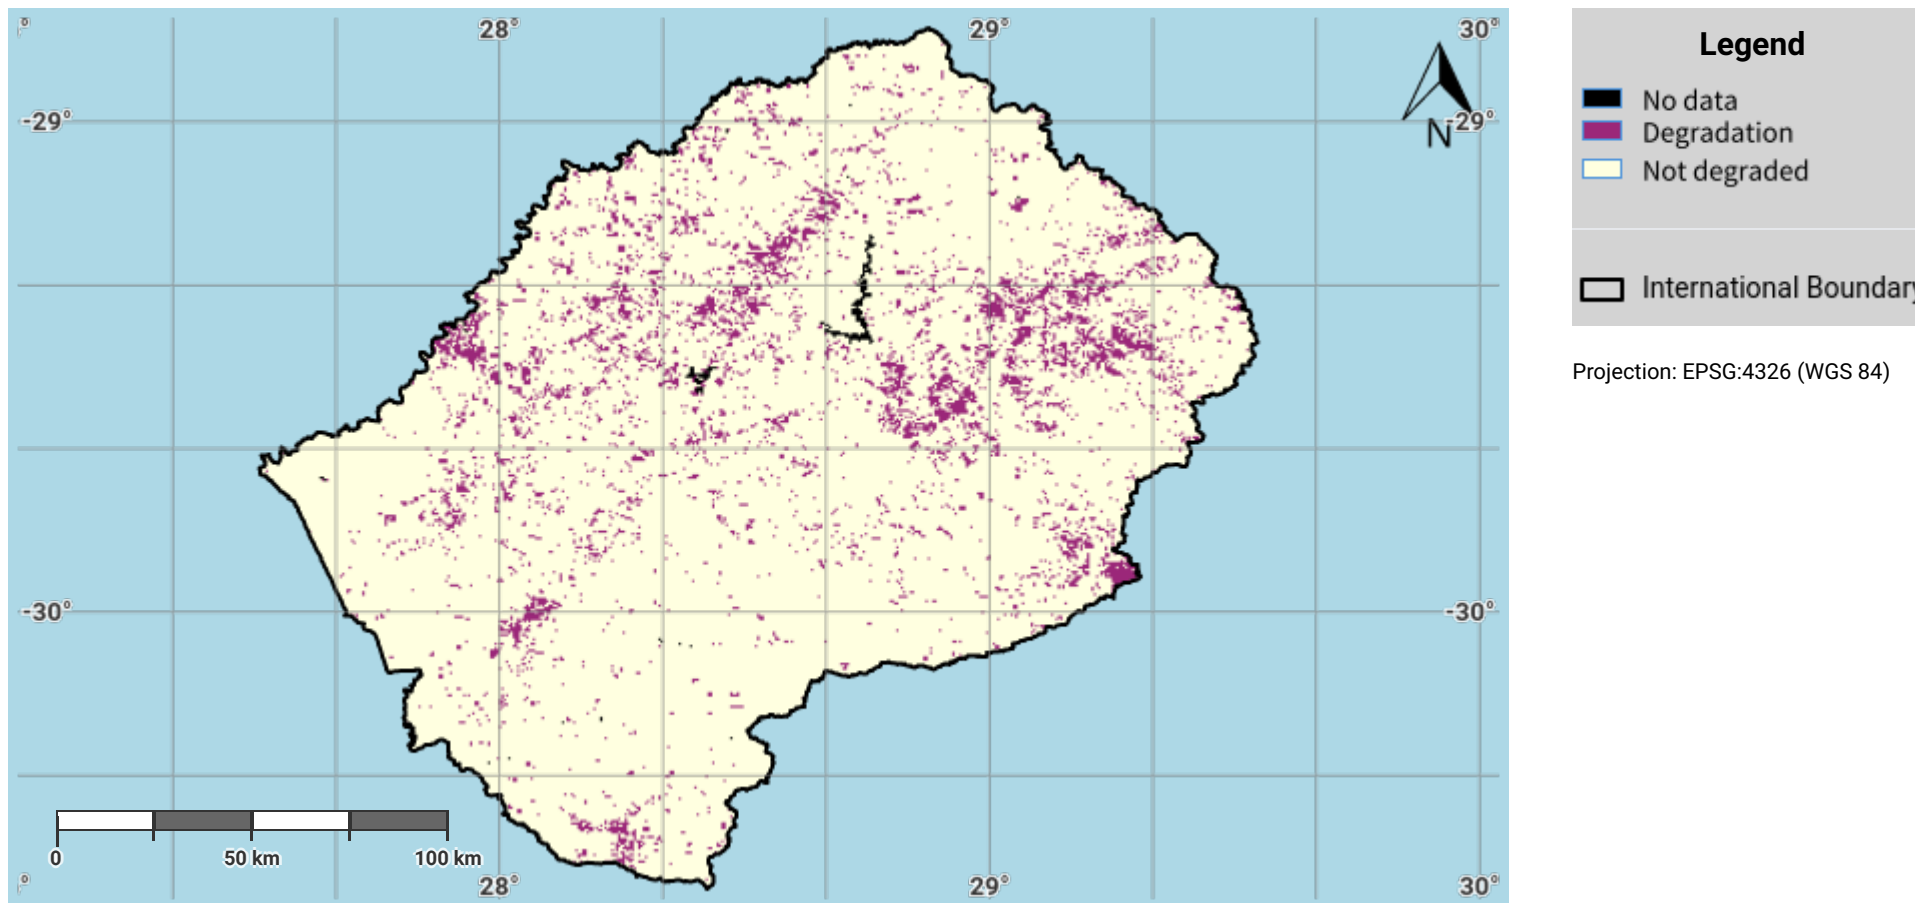 ° 28° 29° 30°
-29° -29°
N
-30° -30°
0 50 km 100 km
° 28° 29° 30°
Legend
No data
Degradation
Not degraded
International Boundary
Projection: EPSG:4326 (WGS 84)